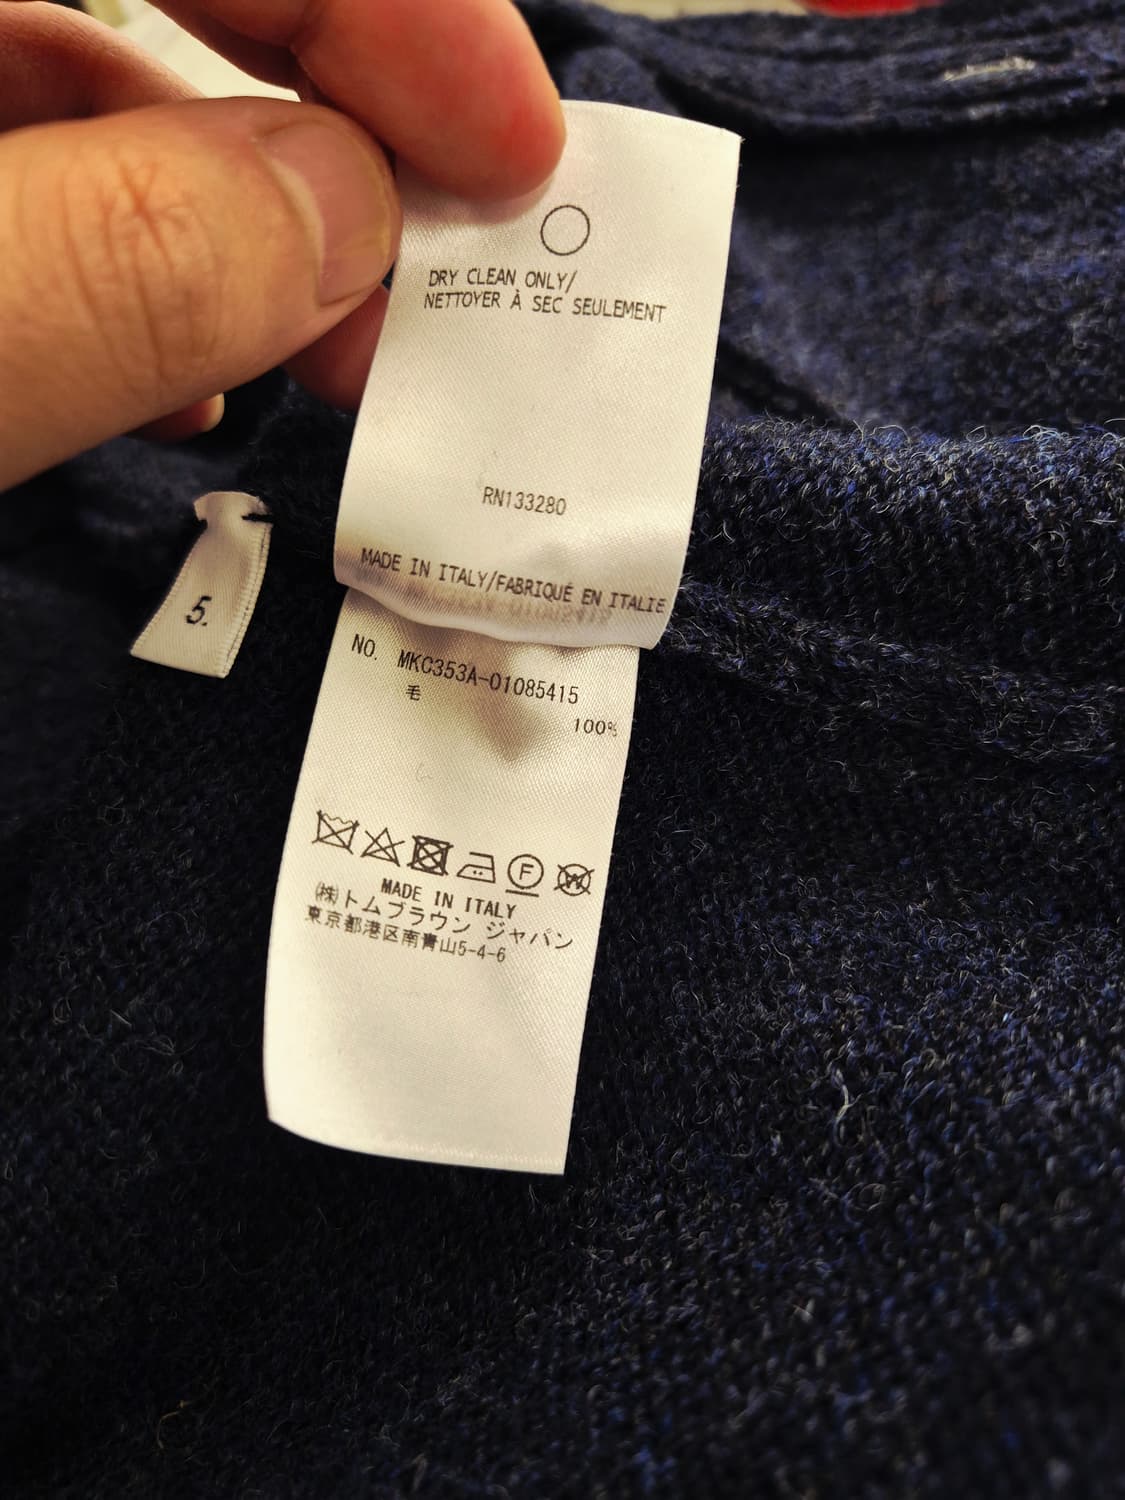 DRY CLEAN ONLY/
NETTOYER À SEC SEULEMENT
RN133280
MADE IN ITALY/FABRIQUÉ EN ITALIE
5.
NO. MKC353A-01085415
毛
100%
F
W
MADE IN ITALY
㈱トムブラウン ジャパン
東京都港区南青山5-4-6